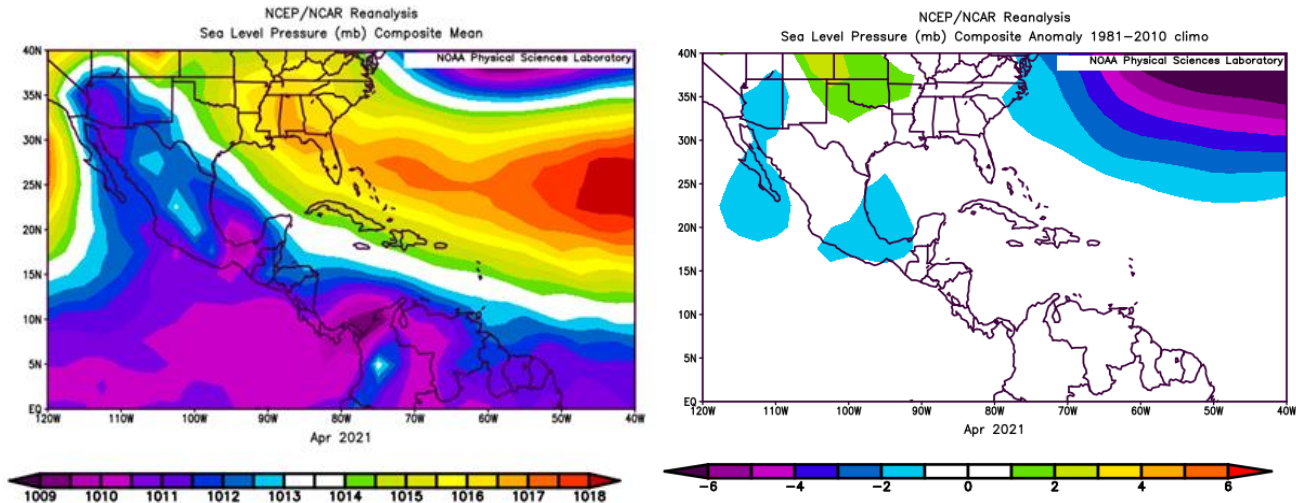 NCEP/NCAR Reanalysis
Sea Level Pressure (mb) Composite Mean
NOAA Physical Sciences Laboratory
40N
35N
30N
25N
20N
15N
10N
5N
EQ
120W 110W 100W 90W 80W 70W 60W 50W 40W
Apr 2021
1009 1010 1011 1012 1013 1014 1015 1016 1017 1018
NCEP/NCAR Reanalysis
Sea Level Pressure (mb) Composite Anomaly 1981-2010 climo
NOAA Physical Sciences Laboratory
40N
35N
30N
25N
20N
15N
10N
5N
EQ
120W 110W 100W 90W 80W 70W 60W 50W 40W
Apr 2021
-6 -4 -2 0 2 4 6